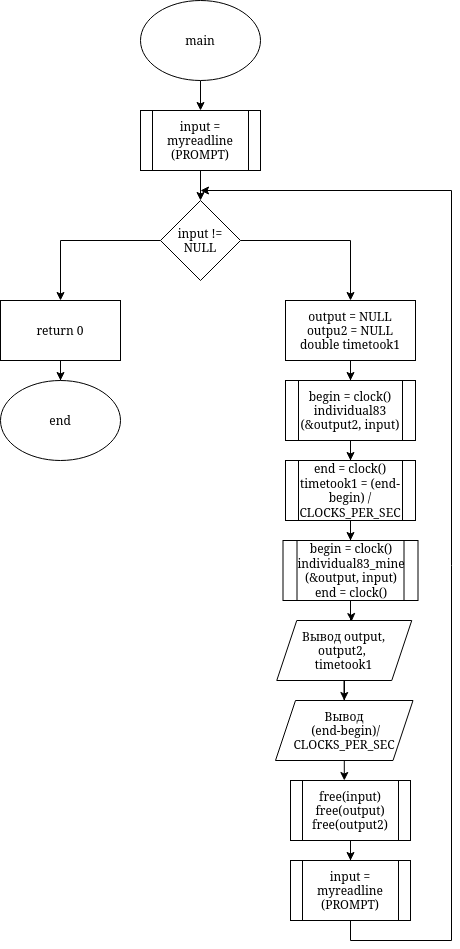 main
input =
myreadline
(PROMPT)
input !=
NULL
return 0
end
output = NULL
outpu2 = NULL
double timetook1
begin = clock()
individual83
(&output2, input)
end = clock()
timetook1 = (end-
begin) /
CLOCKS_PER_SEC
begin = clock()
individual83_mine
(&output, input)
end = clock()
Вывод output,
output2,
timetook1
Вывод
(end-begin)/
CLOCKS_PER_SEC
free(input)
free(output)
free(output2)
input =
myreadline
(PROMPT)